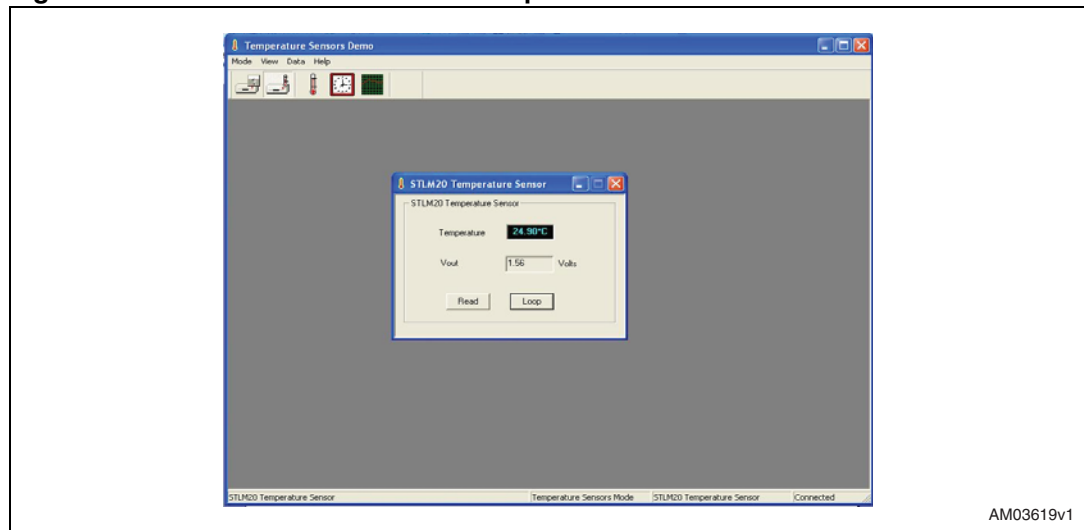 Temperature Sensors Demo
Mode View Data Help
STLM20 Temperature Sensor
STLM20 Temperature Sensor
Temperature 24.90°C
Vout 1.56 Volts
Read Loop
STLM20 Temperature Sensor Temperature Sensors Mode STLM20 Temperature Sensor Connected
AM03619v1